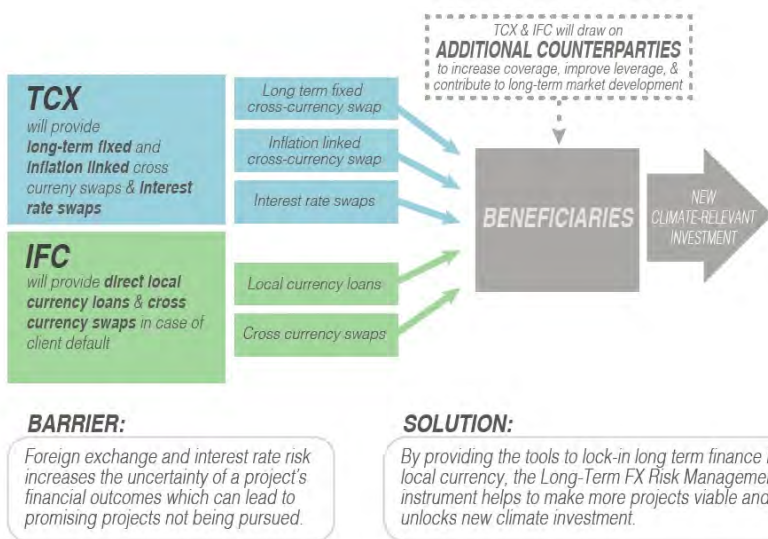 TCX & IFC will draw on
ADDITIONAL COUNTERPARTIES
to increase coverage, improve leverage, &
contribute to long-term market development
TCX
will provide
long-term fixed and
inflation linked cross
curreny swaps & interest
rate swaps
Long term fixed
cross-currency swap
Inflation linked
cross-currency swap
Interest rate swaps
IFC
will provide direct local
currency loans & cross
currency swaps in case of
client default
Local currency loans
Cross currency swaps
BENEFICIARIES
NEW
CLIMATE-RELEVANT
INVESTMENT
BARRIER:
Foreign exchange and interest rate risk
increases the uncertainty of a project's
financial outcomes which can lead to
promising projects not being pursued.
SOLUTION:
By providing the tools to lock-in long term finance
local currency, the Long-Term FX Risk Managemen
instrument helps to make more projects viable and
unlocks new climate investment.